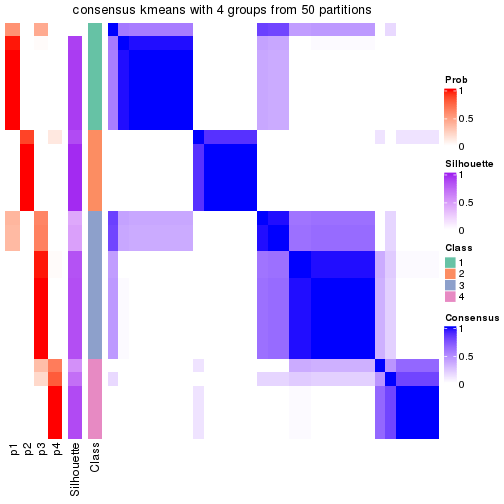 consensus kmeans with 4 groups from 50 partitions
Prob
1
0.5
0
Silhouette
1
0.5
0
Class
1
2
3
4
Consensus
1
0.5
0
p1
p2
p3
p4
Silhouette
Class